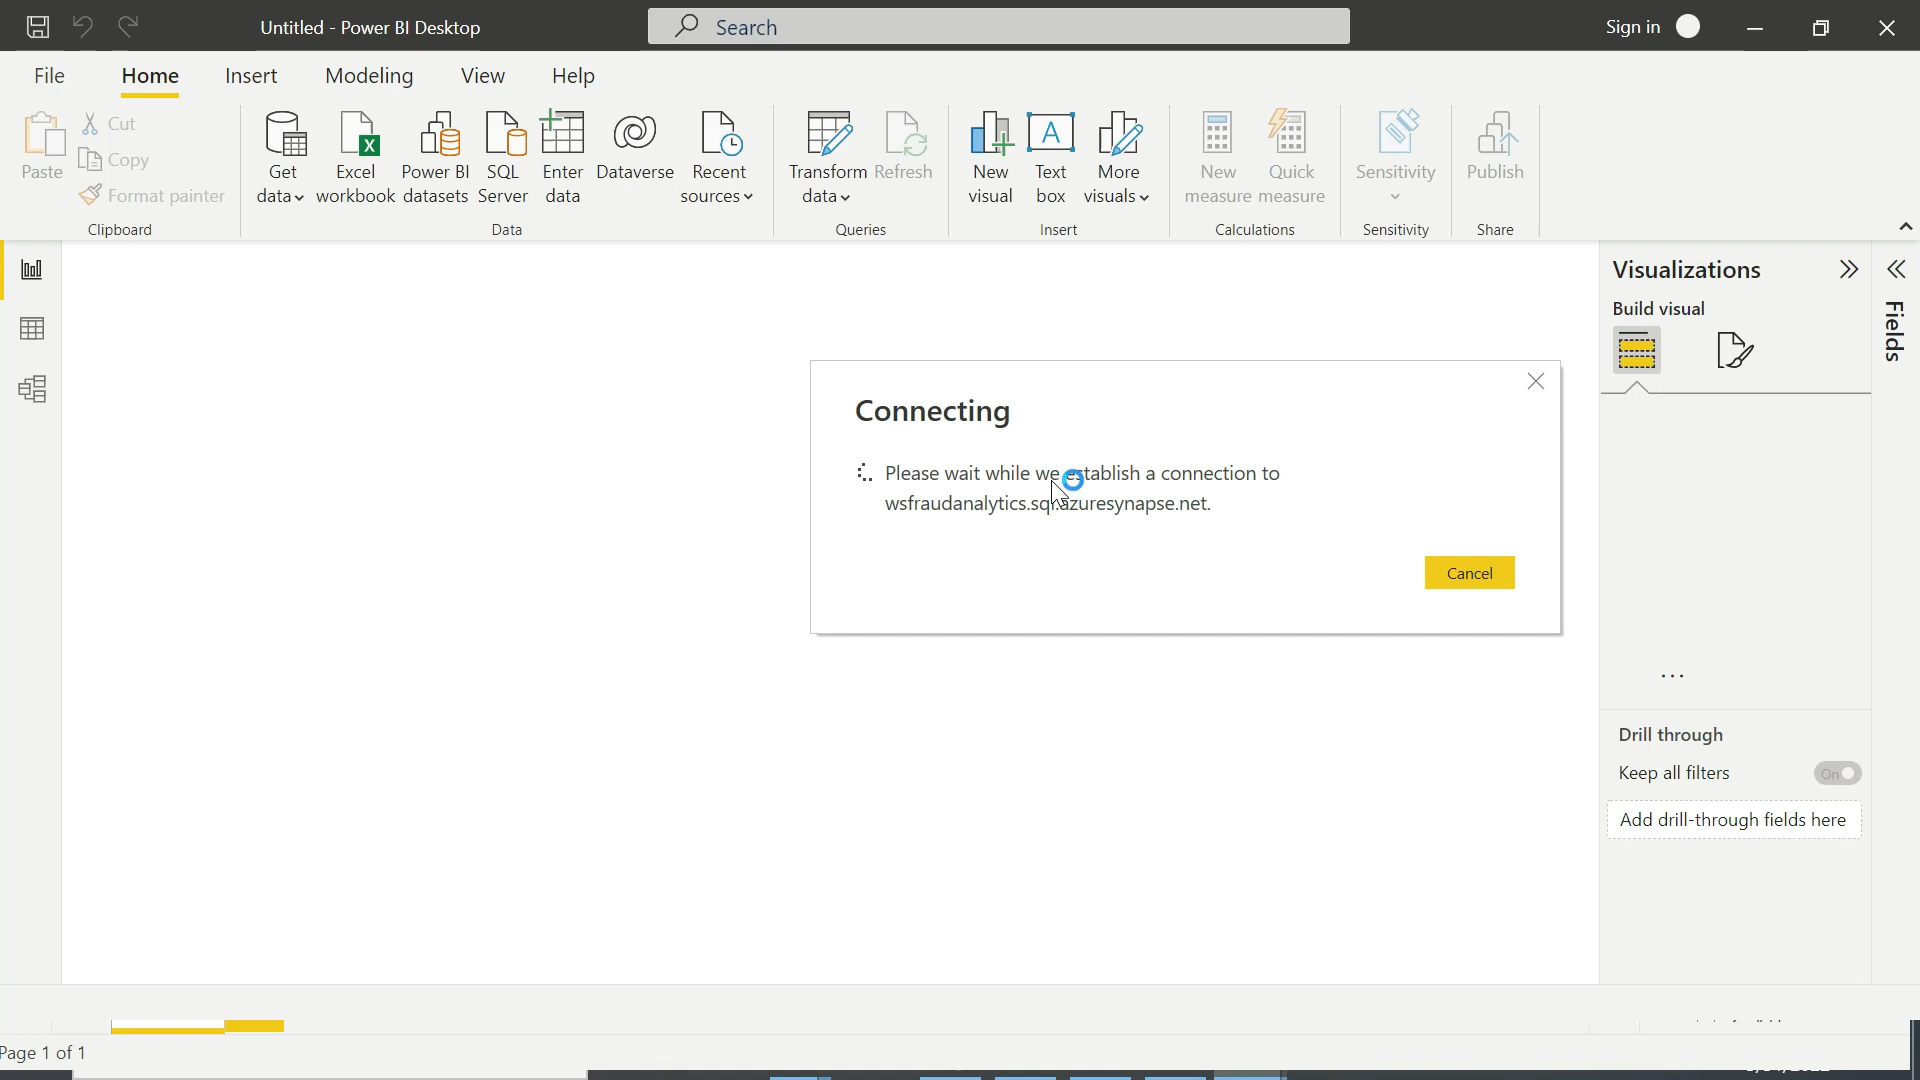 Untitled - Power BI Desktop
Search
Sign in
File Home Insert Modeling View Help
Paste
Cut
Copy
Format painter
Clipboard
Get data
Excel workbook
Power BI datasets
SQL Server
Enter data
Dataverse
Recent sources
Data
Transform data
Refresh
Queries
New visual
Text box
More visuals
Insert
New measure
Quick measure
Calculations
Sensitivity
Sensitivity
Publish
Share
Connecting
Please wait while we establish a connection to
wsfraudanalytics.sql.azuresynapse.net.
Cancel
Visualizations
Build visual
Fields
...
Drill through
Keep all filters
On
Add drill-through fields here
Page 1 of 1